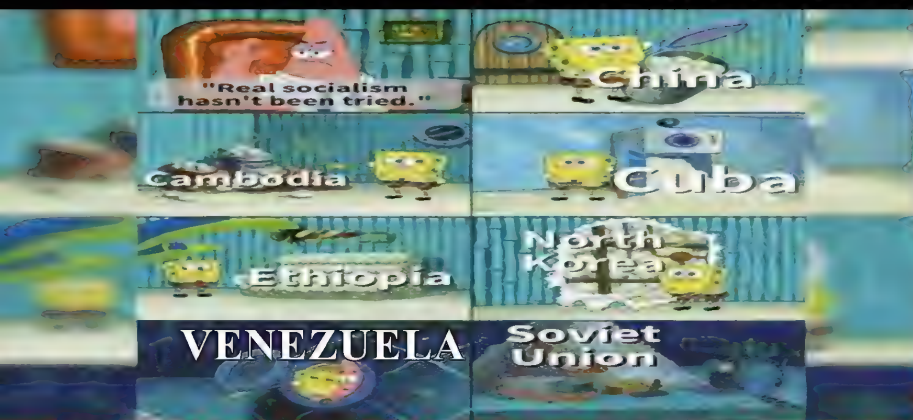 "Real socialism
hasn't been tried."
China
Cambodia
Cuba
Ethiopia
North
Korea
VENEZUELA
Soviet
Union